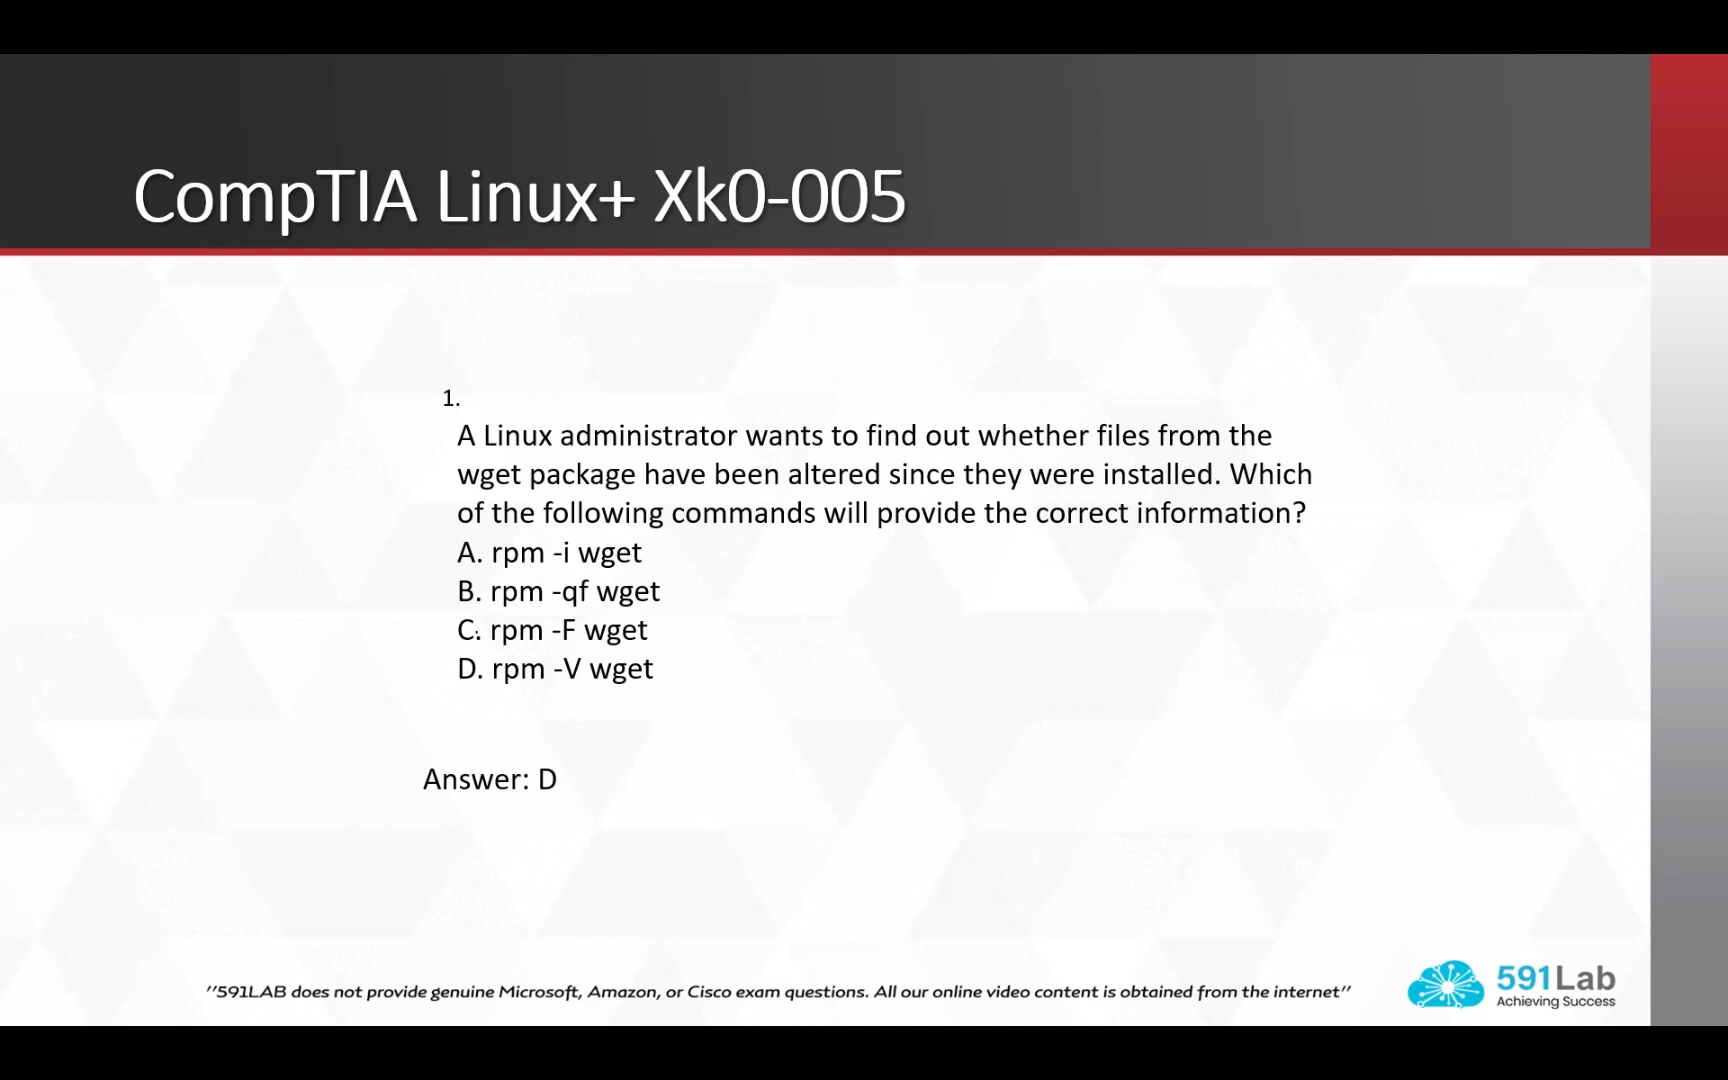 CompTIA Linux+ Xk0-005
1.
A Linux administrator wants to find out whether files from the
wget package have been altered since they were installed. Which
of the following commands will provide the correct information?
A. rpm -i wget
B. rpm -qf wget
C. rpm -F wget
D. rpm -V wget
Answer: D
''591LAB does not provide genuine Microsoft, Amazon, or Cisco exam questions. All our online video content is obtained from the internet''
591Lab
Achieving Success